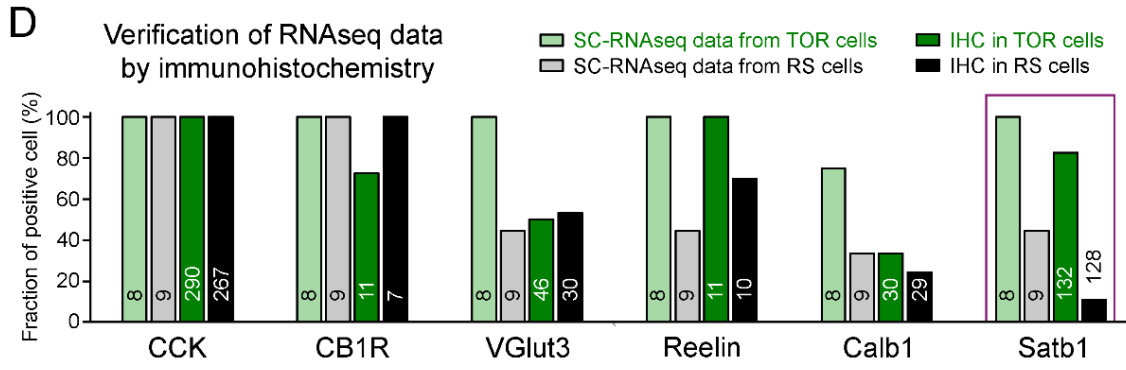 D
Verification of RNAseq data
by immunohistochemistry
SC-RNAseq data from TOR cells
IHC in TOR cells
SC-RNAseq data from RS cells
IHC in RS cells
Fraction of positive cell (%)
100
80
60
40
20
0
8 9 290 267
8 9 11 7
8 9 46 30
8 9 11 10
8 9 30 29
8 9 132 128
CCK CB1R VGlut3 Reelin Calb1 Satb1